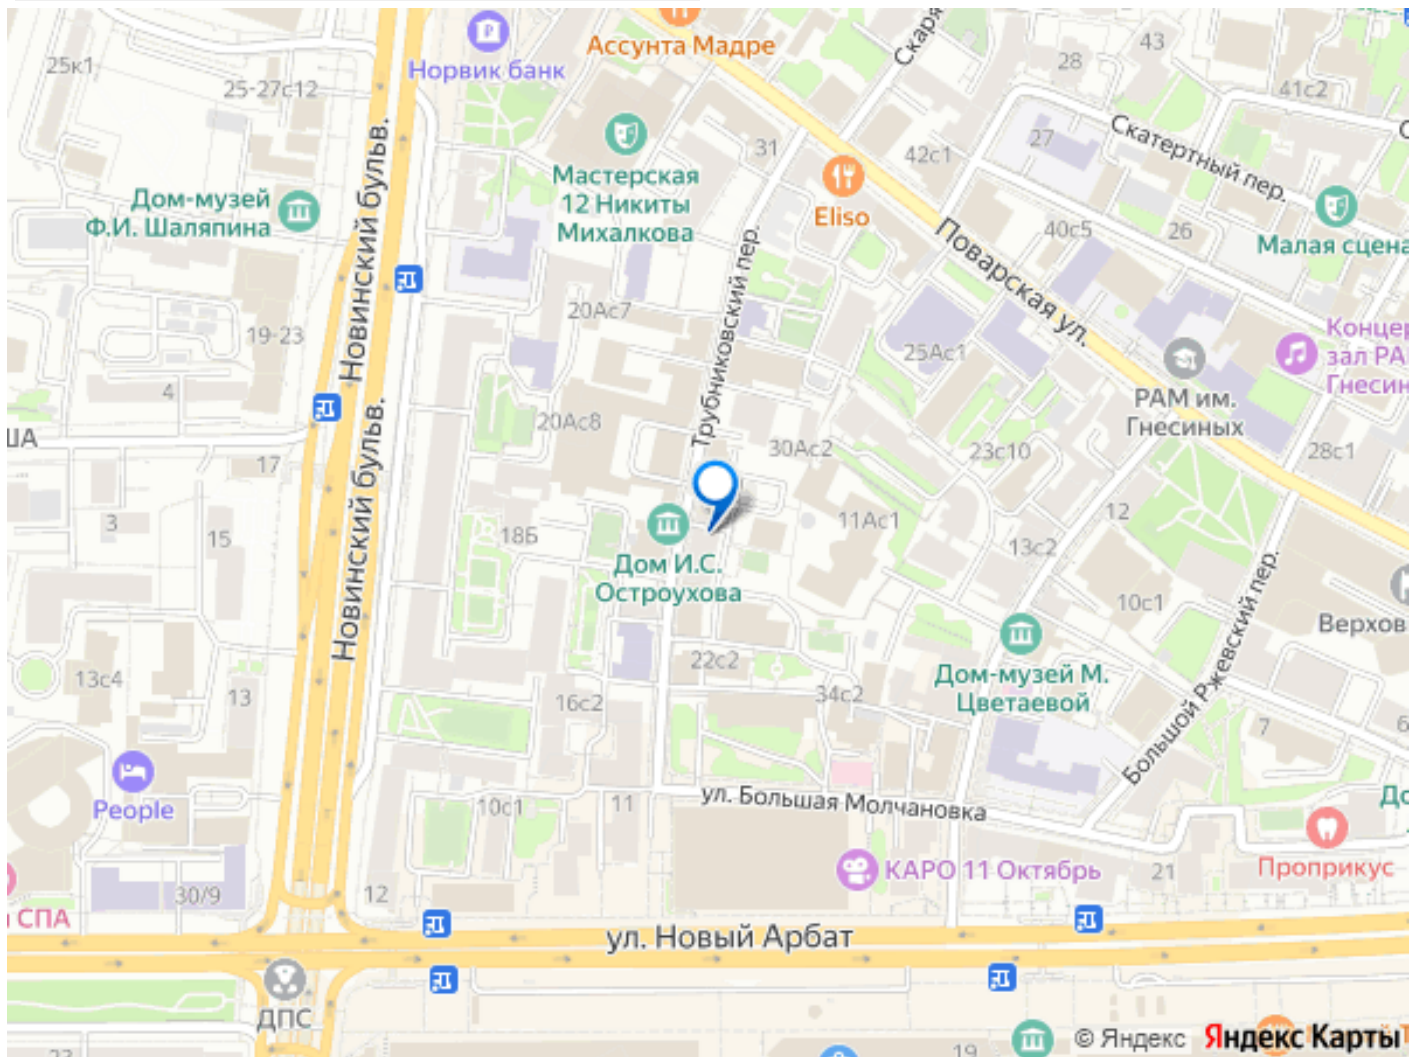 Ассунта Мадре
Норвик банк
25к1
25-27с12
43
28
41с2
Скатертный пер.
27
42с1
31
Мастерская
12 Никиты
Михалкова
Дом-музей
Ф.И. Шаляпина
Eliso
40с5
26
Малая сцена
Новинский бульв.
Трубниковский пер.
Поварская ул.
20Ас7
19-23
25Ас1
4
РАМ им.
Гнесиных
20Ас8
30Ас2
23с10
28с1
17
Новинский бульв.
3
15
18Б
11Ас1
12
13с2
Дом И.С.
Остроухова
10с1
Большой Ржевский пер.
22с2
13с4
13
16с2
34с2
Дом-музей М.
Цветаевой
7
6
People
10с1
11
ул. Большая Молчановка
КАРО 11 Октябрь
21
Проприкус
30/9
12
СПА
ул. Новый Арбат
ДПС
19
© Яндекс Яндекс Карты